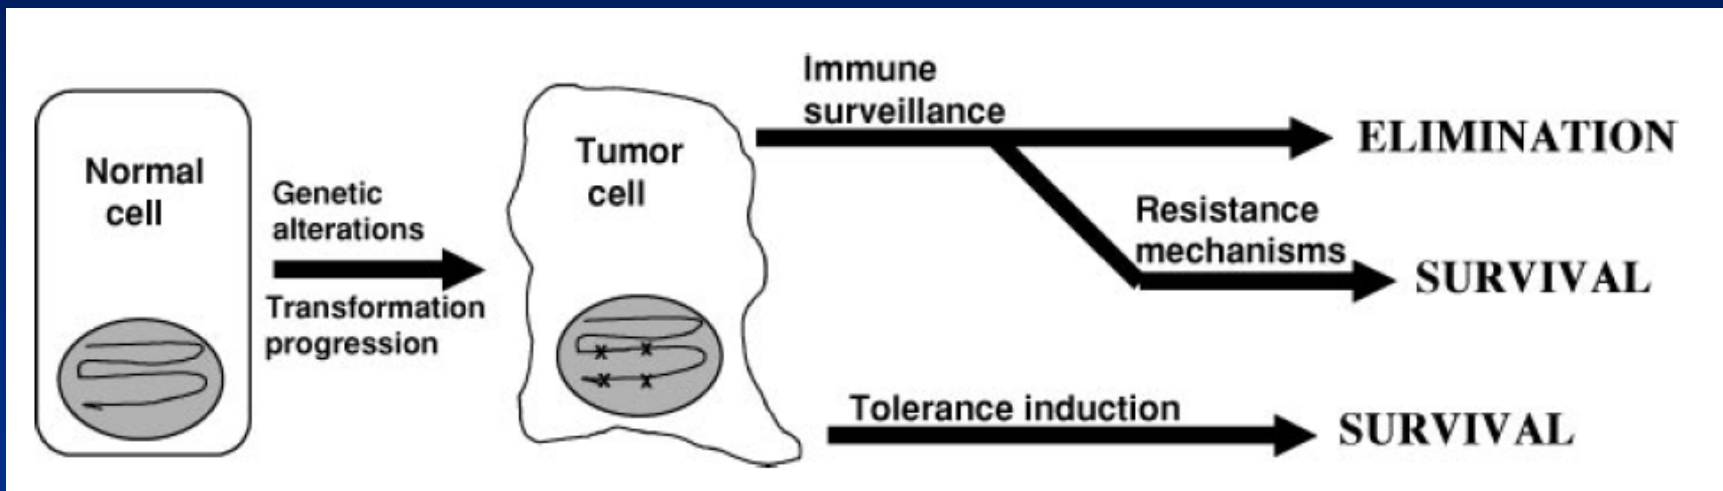 Normal
cell
Genetic
alterations
Transformation
progression
Tumor
cell
x x
x x
Immune
surveillance
ELIMINATION
Resistance
mechanisms
SURVIVAL
Tolerance induction
SURVIVAL